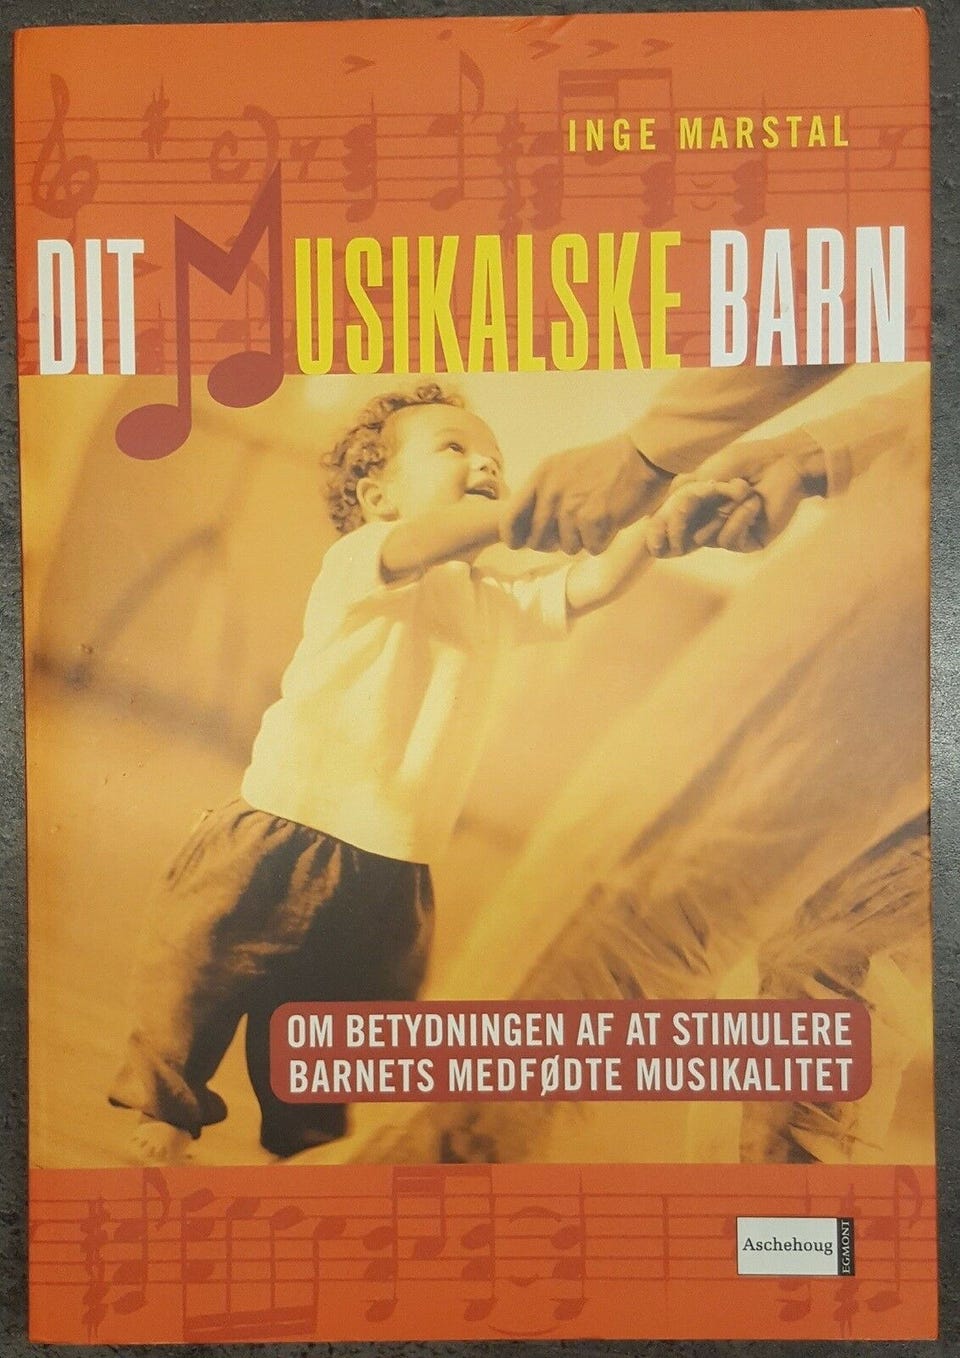 INGE MARSTAL
DIT MUSIKALSKE BARN
OM BETYDNINGEN AF AT STIMULERE
BARNETS MEDFØDTE MUSIKALITET
Aschehoug
EGMONT